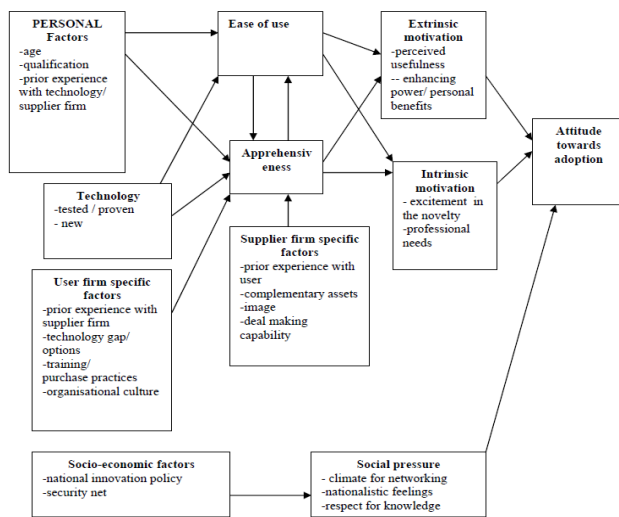 PERSONAL
Factors
-age
-qualification
-prior experience
with technology/
supplier firm
Ease of use
Extrinsic
motivation
-perceived
usefulness
-- enhancing
power/ personal
benefits
Apprehensiv
eness
Attitude
towards
adoption
Intrinsic
motivation
- excitement in
the novelty
-professional
needs
Technology
-tested / proven
- new
Supplier firm specific
factors
-prior experience with
user
-complementary assets
-image
-deal making
capability
User firm specific
factors
-prior experience with
supplier firm
-technology gap/
options
-training/
purchase practices
-organisational culture
Socio-economic factors
-national innovation policy
-security net
Social pressure
- climate for networking
-nationalistic feelings
-respect for knowledge